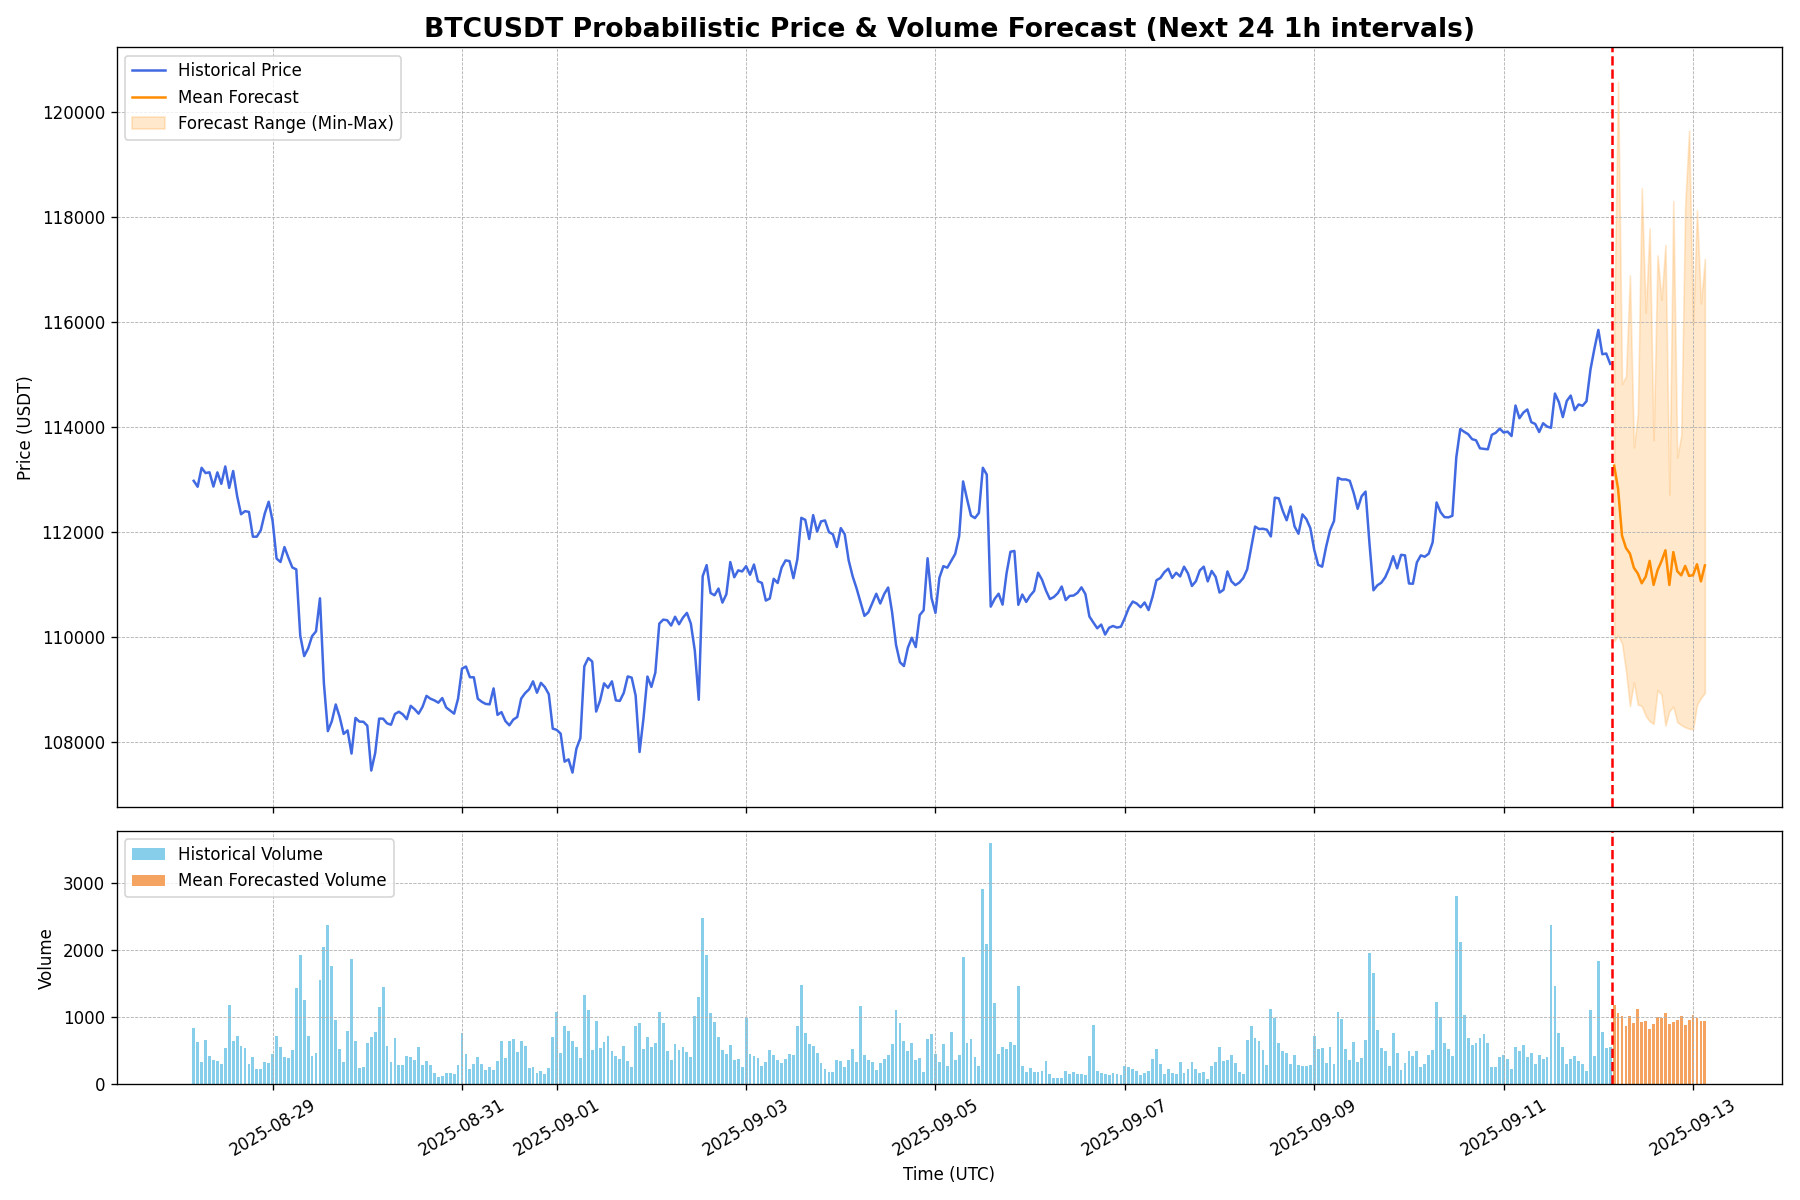 BTCUSDT Probabilistic Price & Volume Forecast (Next 24 1h intervals)
Historical Price
Mean Forecast
Forecast Range (Min-Max)
120000
118000
116000
114000
112000
110000
108000
Price (USDT)
Historical Volume
Mean Forecasted Volume
3000
2000
1000
0
Volume
2025-08-29
2025-08-31
2025-09-01
2025-09-03
2025-09-05
2025-09-07
2025-09-09
2025-09-11
2025-09-13
Time (UTC)